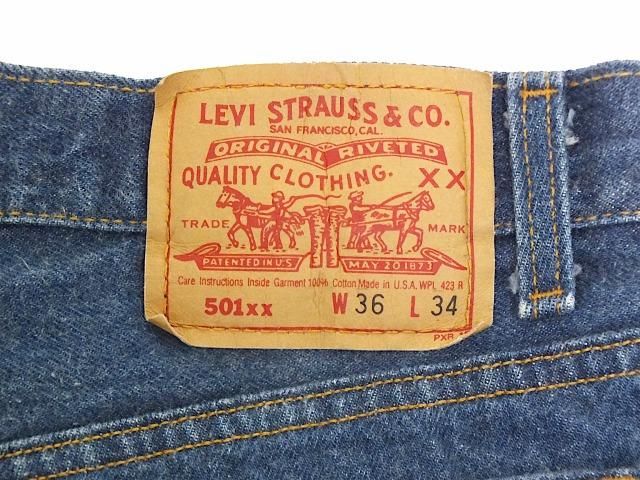 LEVI STRAUSS & CO.
SAN FRANCISCO, CAL.
ORIGINAL RIVETED
QUALITY CLOTHING. XX
TRADE MARK
PATENTED IN U.S MAY 20 1873
Care Instructions Inside Garment 100% Cotton Made in U.S.A. WPL 423 R
501xx W 36 L 34